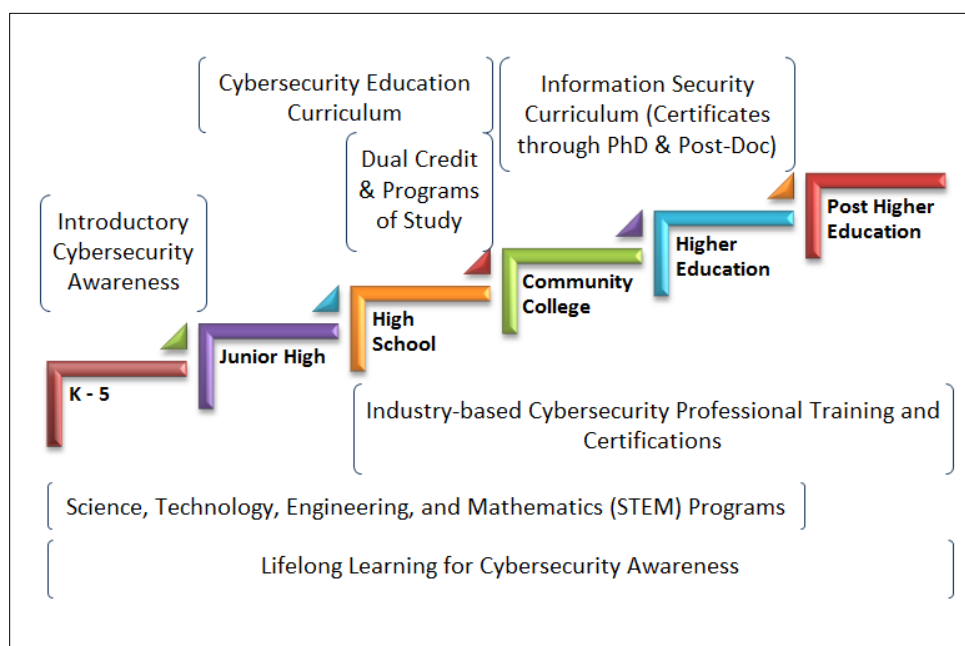 Cybersecurity Education
Curriculum
Information Security
Curriculum (Certificates
through PhD & Post-Doc)
Dual Credit
& Programs
of Study
Introductory
Cybersecurity
Awareness
K - 5
Junior High
High
School
Community
College
Higher
Education
Post Higher
Education
Industry-based Cybersecurity Professional Training and
Certifications
Science, Technology, Engineering, and Mathematics (STEM) Programs
Lifelong Learning for Cybersecurity Awareness